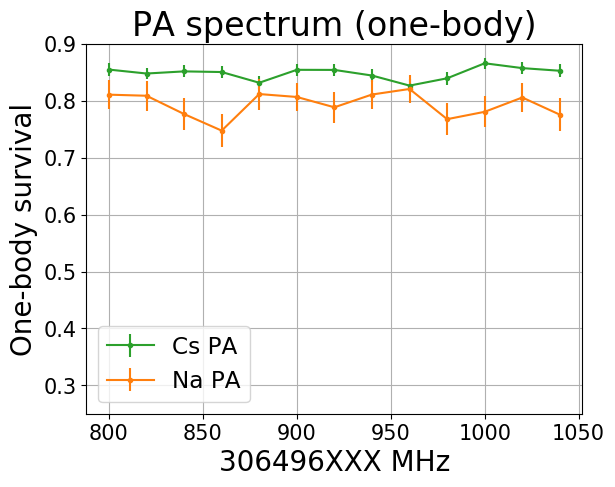 PA spectrum (one-body)
One-body survival
0.9
0.8
0.7
0.6
0.5
0.4
0.3
Cs PA
Na PA
800
850
900
950
1000
1050
306496XXX MHz